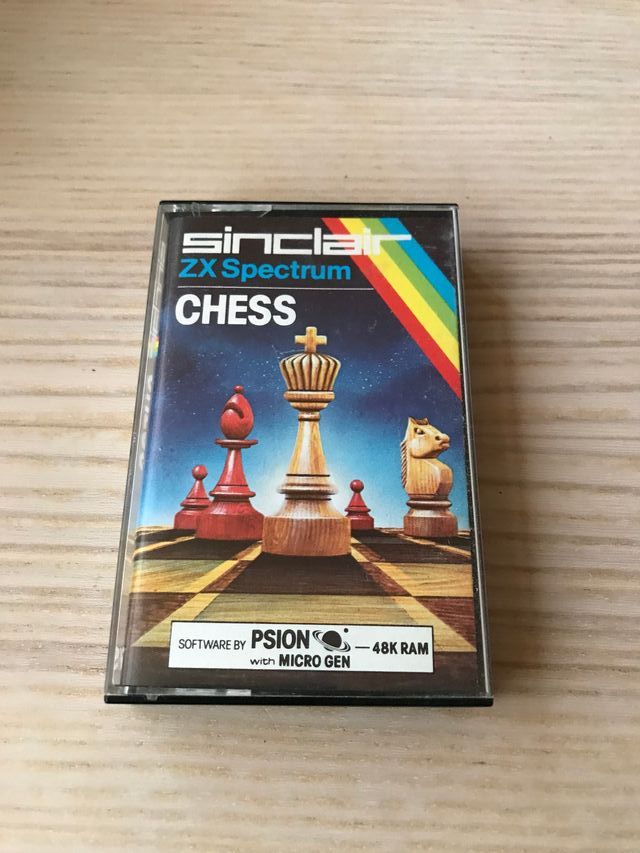 sinclair
ZX Spectrum
CHESS
SOFTWARE BY PSION — 48K RAM
with MICRO GEN